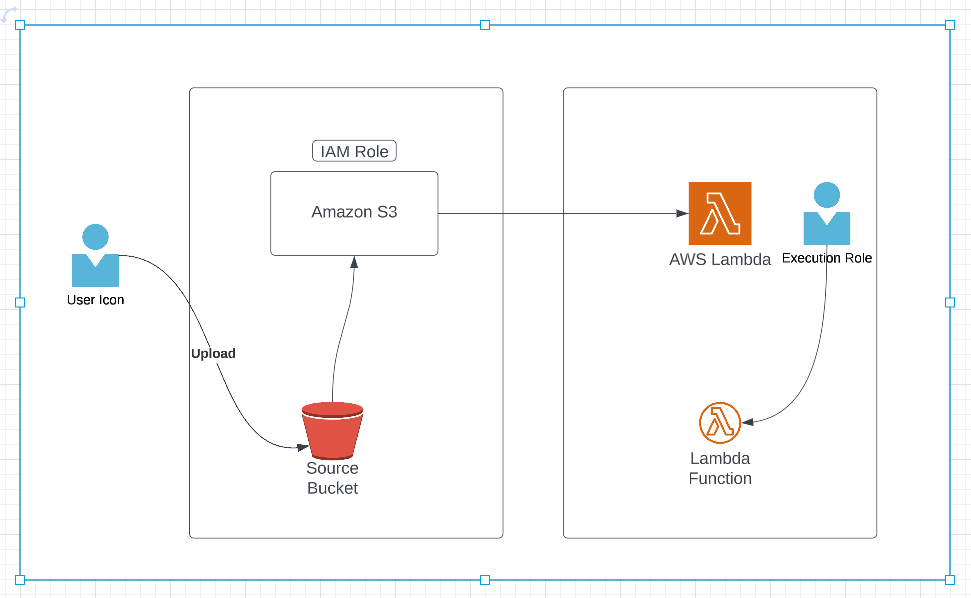 IAM Role
Amazon S3
AWS Lambda
Execution Role
User Icon
Upload
Source
Bucket
Lambda
Function